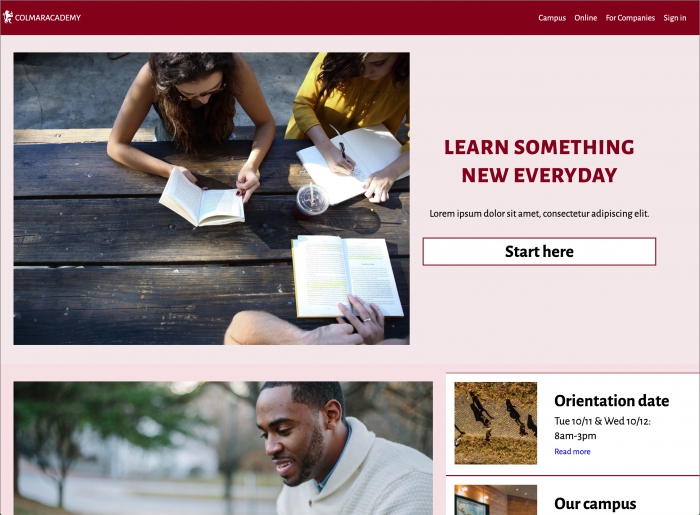 COLMARACADEMY
Campus Online For Companies Sign in
LEARN SOMETHING
NEW EVERYDAY
Lorem ipsum dolor sit amet, consectetur adipiscing elit.
Start here
Orientation date
Tue 10/11 & Wed 10/12:
8am-3pm
Read more
Our campus